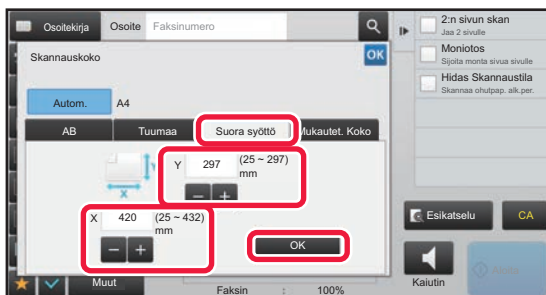 Osoitekirja
Osoite
Faksinumero
Skannauskoko
OK
Autom.
A4
AB
Tuumaa
Suora syöttö
Mukautet. Koko
Y
297
(25 ~ 297)
mm
Y
X
X
420
(25 ~ 432)
mm
OK
Muut
Faksin : 100%
2:n sivun skan
Jaa 2 sivulle
Moniotos
Sijoita monta sivua sivulle
Hidas Skannaustila
Skannaa ohutpap. alk.per.
Esikatselu
CA
Kaiutin